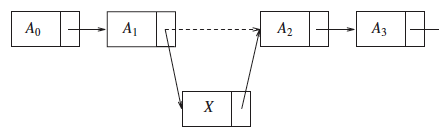 A₀ A₁ A₂ A₃
X